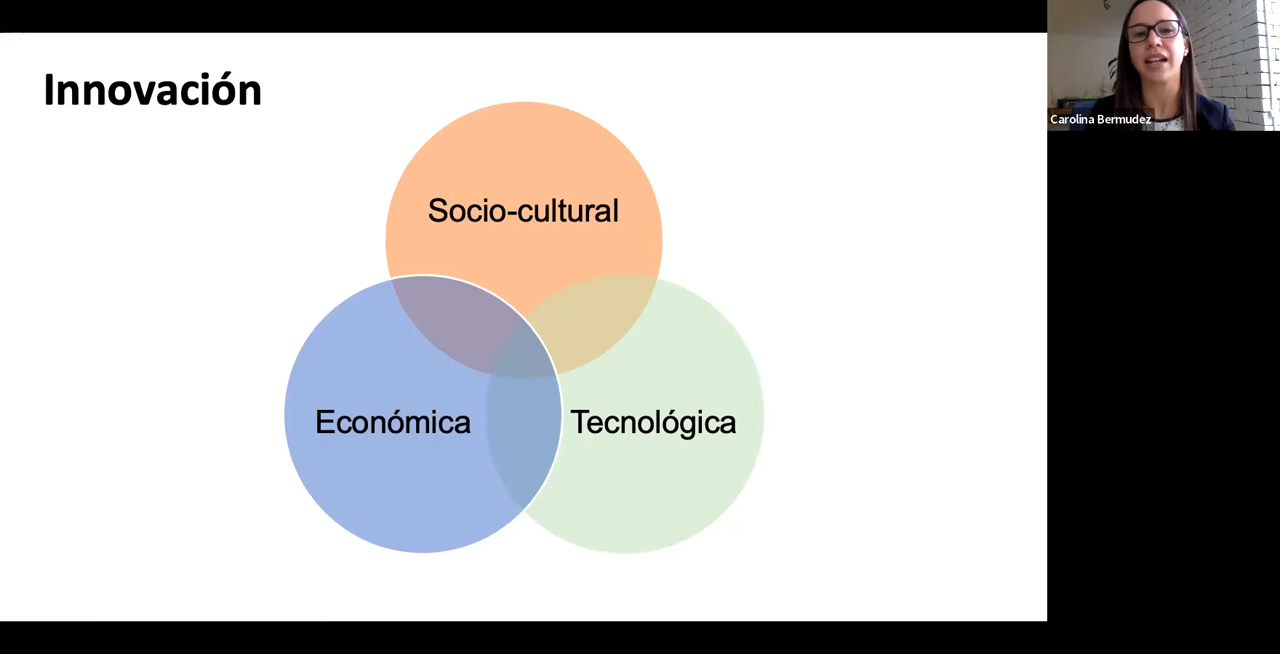 Innovación
Socio-cultural
Económica
Tecnológica
Carolina Bermudez